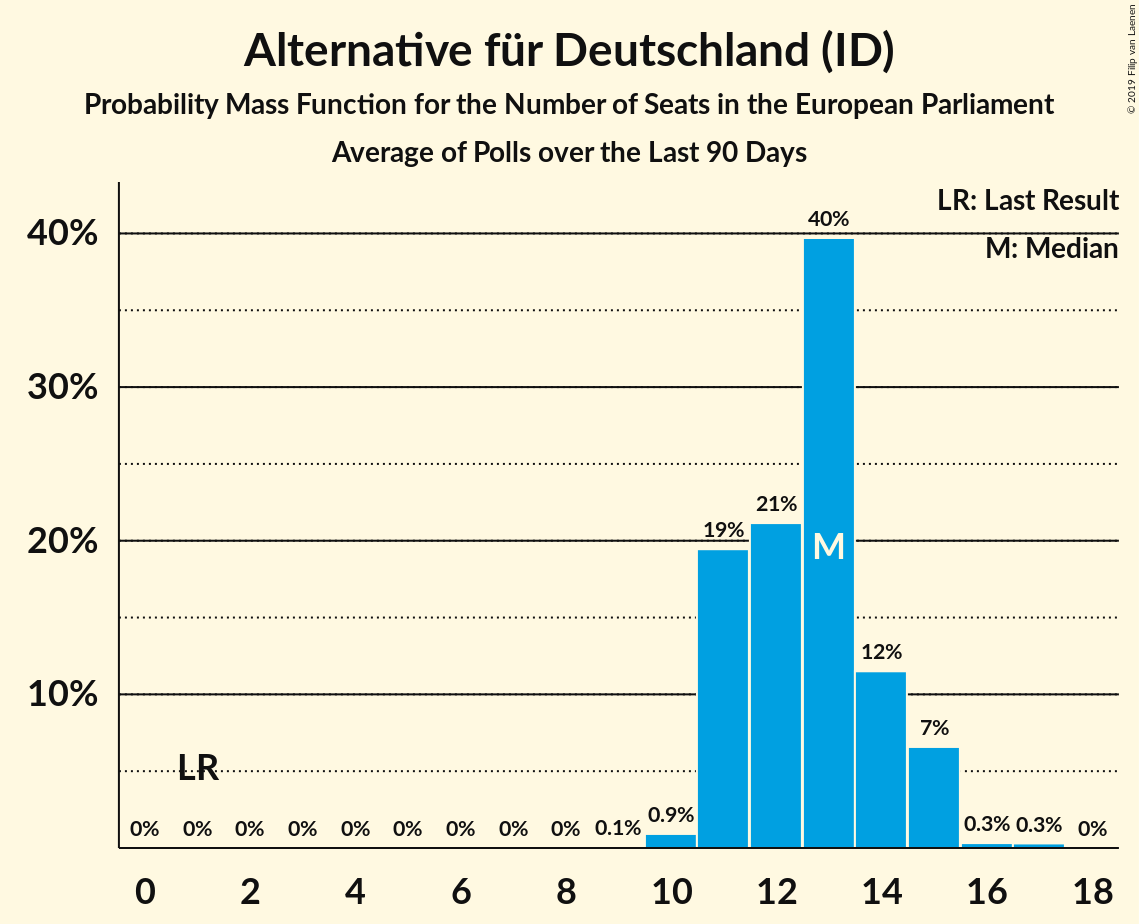 Alternative für Deutschland (ID)
Probability Mass Function for the Number of Seats in the European Parliament
Average of Polls over the Last 90 Days
© 2019 Filip van Laenen
LR: Last Result
M: Median
40%
30%
20%
10%
40%
21%
19%
M
12%
7%
LR
0% 0% 0% 0% 0% 0% 0% 0% 0% 0.1% 0.9% 0.3% 0.3% 0%
0 2 4 6 8 10 12 14 16 18